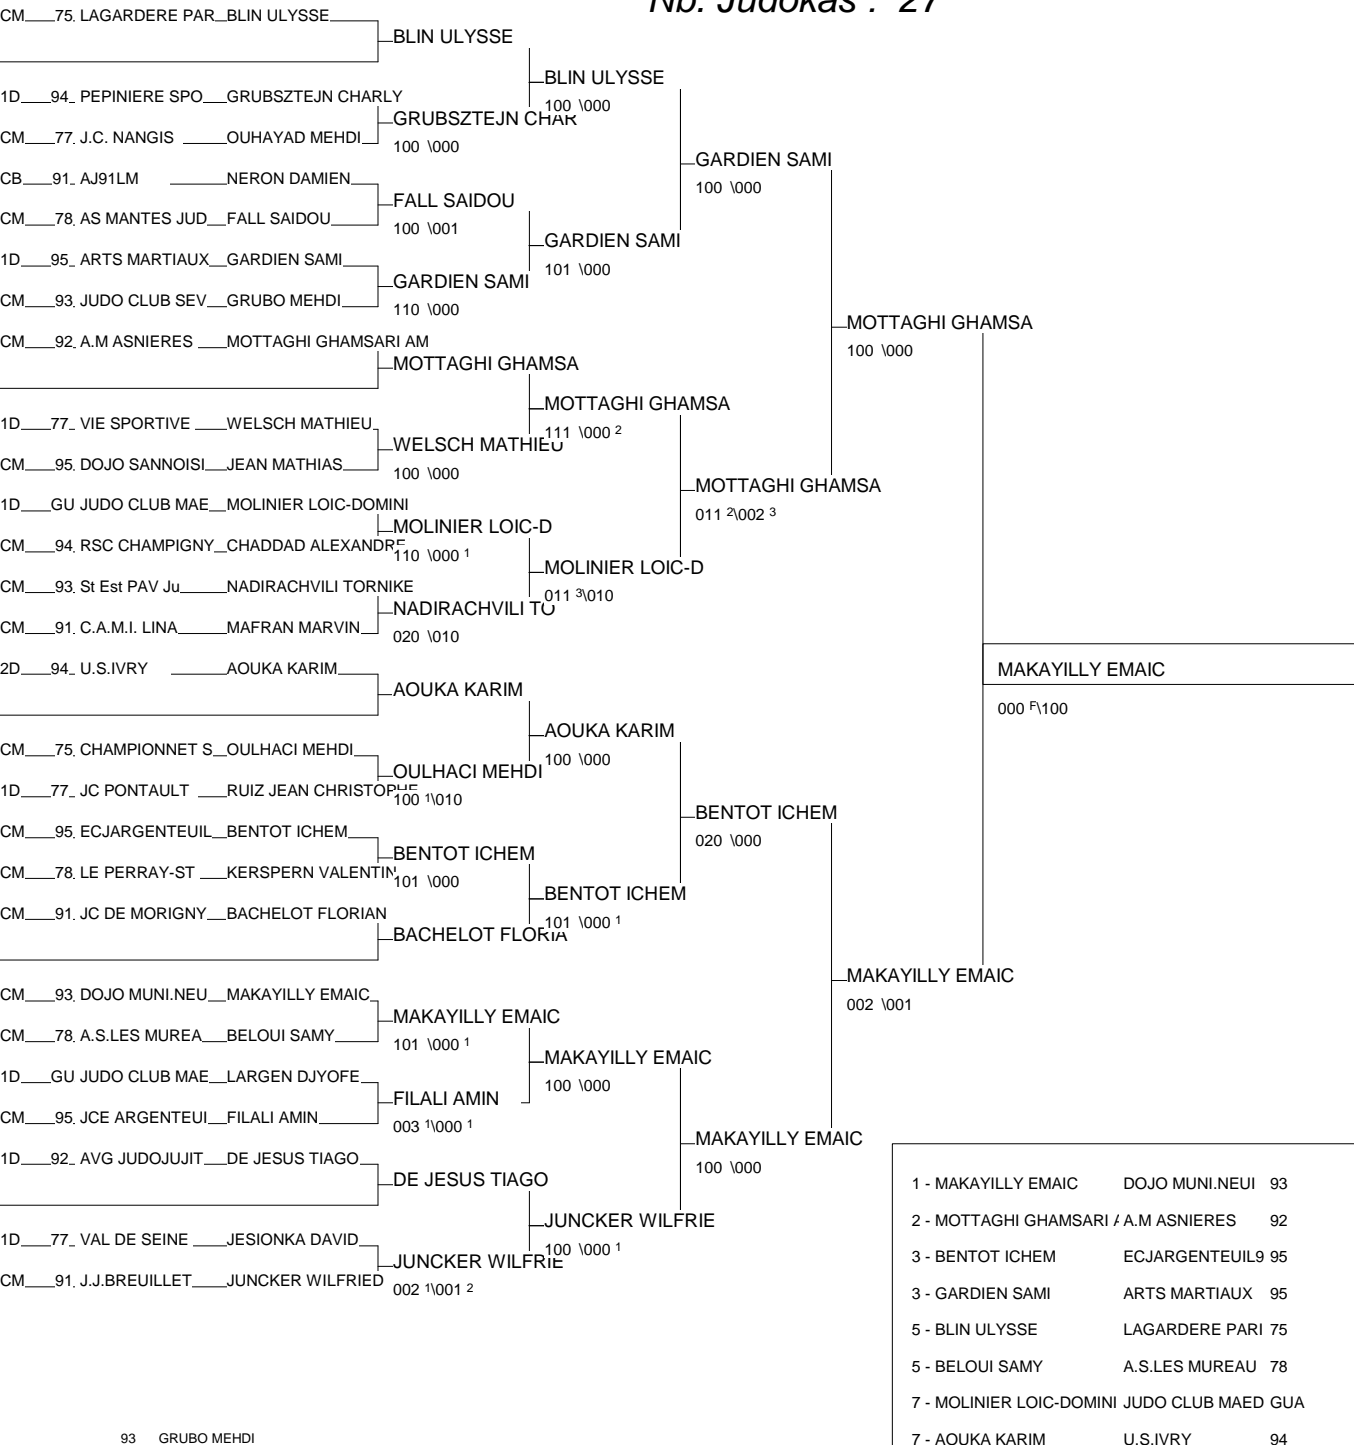 Nb. Judokas : 27
CM 75 LAGARDERE PAR BLIN ULYSSE
BLIN ULYSSE
BLIN ULYSSE
100 \000
1D 94 PEPINIERE SPO GRUBSZTEJN CHARLY
GRUBSZTEJN CHAR
100 \000
CM 77 J.C. NANGIS OUHAYAD MEHDI
GARDIEN SAMI
100 \000
CB 91 AJ91LM NERON DAMIEN
FALL SAIDOU
100 \001
CM 78 AS MANTES JUD FALL SAIDOU
GARDIEN SAMI
101 \000
1D 95 ARTS MARTIAUX GARDIEN SAMI
GARDIEN SAMI
110 \000
CM 93 JUDO CLUB SEV GRUBO MEHDI
MOTTAGHI GHAMSA
100 \000
CM 92 A.M ASNIERES MOTTAGHI GHAMSARI AM
MOTTAGHI GHAMSA
MOTTAGHI GHAMSA
111 \000 2
1D 77 VIE SPORTIVE WELSCH MATHIEU
WELSCH MATHIEU
100 \000
CM 95 DOJO SANNOISI JEAN MATHIAS
MOTTAGHI GHAMSA
011 2\002 3
1D GU JUDO CLUB MAE MOLINIER LOIC-DOMINI
MOLINIER LOIC-D
110 \000 1
CM 94 RSC CHAMPIGNY CHADDAD ALEXANDRE
MOLINIER LOIC-D
011 3\010
CM 93 St Est PAV Ju NADIRACHVILI TORNIKE
NADIRACHVILI TO
020 \010
CM 91 C.A.M.I. LINA MAFRAN MARVIN
2D 94 U.S.IVRY AOUKA KARIM
MAKAYILLY EMAIC
000 F\100
AOUKA KARIM
AOUKA KARIM
100 \000
CM 75 CHAMPIONNET S OULHACI MEHDI
OULHACI MEHDI
100 1\010
1D 77 JC PONTAULT RUIZ JEAN CHRISTOPHE
BENTOT ICHEM
020 \000
CM 95 ECJARGENTEUIL BENTOT ICHEM
BENTOT ICHEM
101 \000
CM 78 LE PERRAY-ST KERSPERN VALENTIN
BENTOT ICHEM
101 \000 1
CM 91 JC DE MORIGNY BACHELOT FLORIAN
BACHELOT FLORIA
MAKAYILLY EMAIC
002 \001
CM 93 DOJO MUNI.NEU MAKAYILLY EMAIC
MAKAYILLY EMAIC
101 \000 1
CM 78 A.S.LES MUREA BELOUI SAMY
MAKAYILLY EMAIC
100 \000
1D GU JUDO CLUB MAE LARGEN DJYOFE
FILALI AMIN
003 1\000 1
CM 95 JCE ARGENTEUI FILALI AMIN
MAKAYILLY EMAIC
100 \000
1D 92 AVG JUDOJUJIT DE JESUS TIAGO
DE JESUS TIAGO
JUNCKER WILFRIE
100 \000 1
1D 77 VAL DE SEINE JESIONKA DAVID
JUNCKER WILFRIE
002 1\001 2
CM 91 J.J.BREUILLET JUNCKER WILFRIED
1 - MAKAYILLY EMAIC DOJO MUNI.NEUI 93
2 - MOTTAGHI GHAMSARI A.M ASNIERES 92
3 - BENTOT ICHEM ECJARGENTEUIL9 95
3 - GARDIEN SAMI ARTS MARTIAUX 95
5 - BLIN ULYSSE LAGARDERE PARI 75
5 - BELOUI SAMY A.S.LES MUREAU 78
7 - MOLINIER LOIC-DOMINI JUDO CLUB MAED GUA
7 - AOUKA KARIM U.S.IVRY 94
93 GRUBO MEHDI